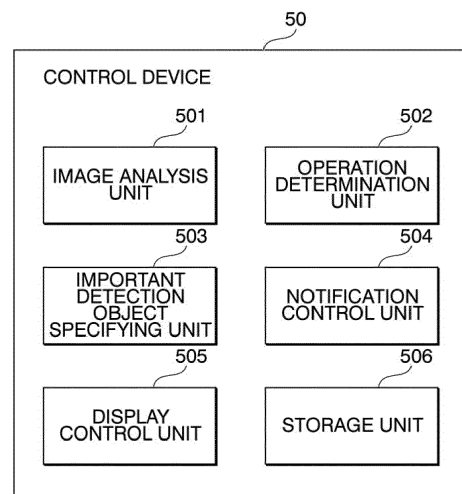 50
CONTROL DEVICE
501
IMAGE ANALYSIS
UNIT
502
OPERATION
DETERMINATION
UNIT
503
IMPORTANT
DETECTION
OBJECT
SPECIFYING UNIT
504
NOTIFICATION
CONTROL UNIT
505
DISPLAY
CONTROL UNIT
506
STORAGE UNIT